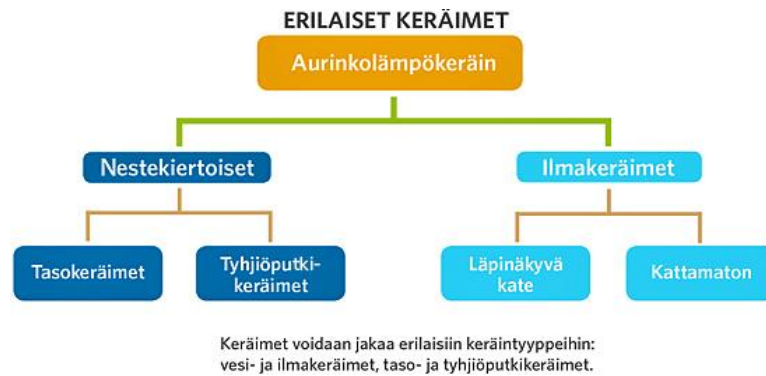 ERILAISET KERÄIMET
Aurinkolämpökeräin
Nestekiertoiset
Ilmakeräimet
Tasokeräimet
Tyhjiöputki-
keräimet
Läpinäkyvä
kate
Kattamaton
Keräimet voidaan jakaa erilaisiin keräintyyppeihin:
vesi- ja ilmakeräimet, taso- ja tyhjiöputkikeräimet.